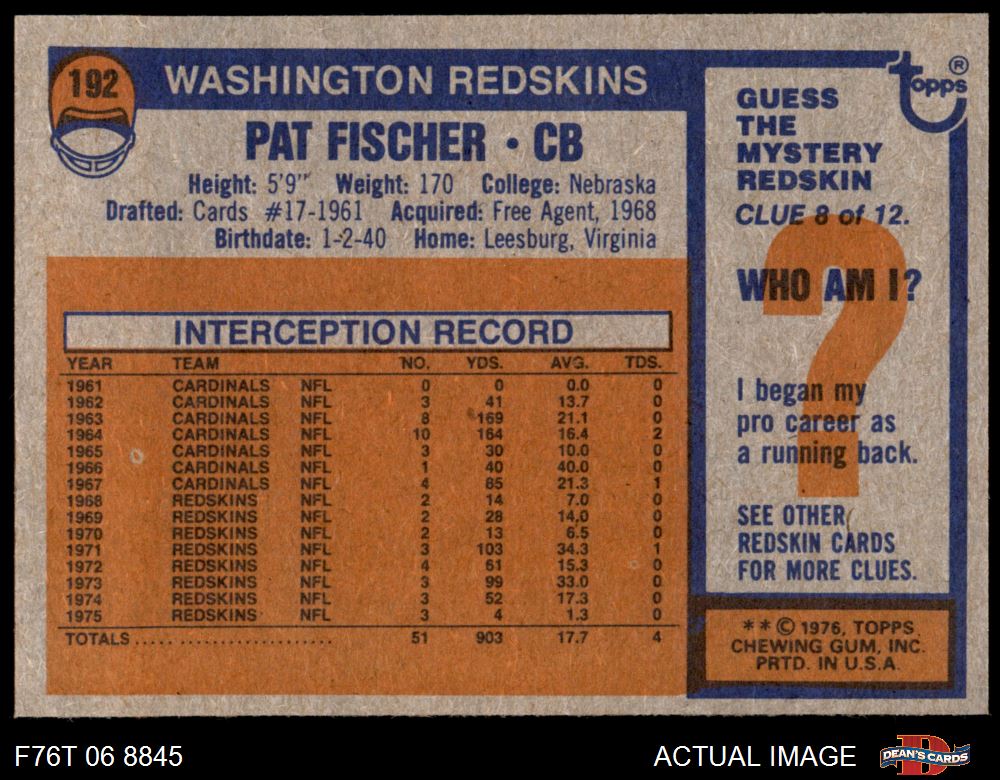 192
WASHINGTON REDSKINS
PAT FISCHER • CB
Height: 5'9" Weight: 170 College: Nebraska
Drafted: Cards #17-1961 Acquired: Free Agent, 1968
Birthdate: 1-2-40 Home: Leesburg, Virginia
INTERCEPTION RECORD
YEAR TEAM NO. YDS. AVG. TDS.
1961 CARDINALS NFL 0 0 0.0 0
1962 CARDINALS NFL 3 41 13.7 0
1963 CARDINALS NFL 8 169 21.1 0
1964 CARDINALS NFL 10 164 16.4 2
1965 CARDINALS NFL 3 30 10.0 0
1966 CARDINALS NFL 1 40 40.0 0
1967 CARDINALS NFL 4 85 21.3 1
1968 REDSKINS NFL 2 14 7.0 0
1969 REDSKINS NFL 2 28 14.0 0
1970 REDSKINS NFL 2 13 6.5 0
1971 REDSKINS NFL 3 103 34.3 1
1972 REDSKINS NFL 4 61 15.3 0
1973 REDSKINS NFL 3 99 33.0 0
1974 REDSKINS NFL 3 52 17.3 0
1975 REDSKINS NFL 3 4 1.3 0
TOTALS..................... 51 903 17.7 4
Topps®
GUESS
THE
MYSTERY
REDSKIN
CLUE 8 of 12.
?
WHO AM I?
I began my
pro career as
a running back.
SEE OTHER
REDSKIN CARDS
FOR MORE CLUES.
**© 1976, TOPPS
CHEWING GUM, INC.
PRTD. IN U.S.A.
F76T 06 8845 ACTUAL IMAGE DEAN'S CARDS